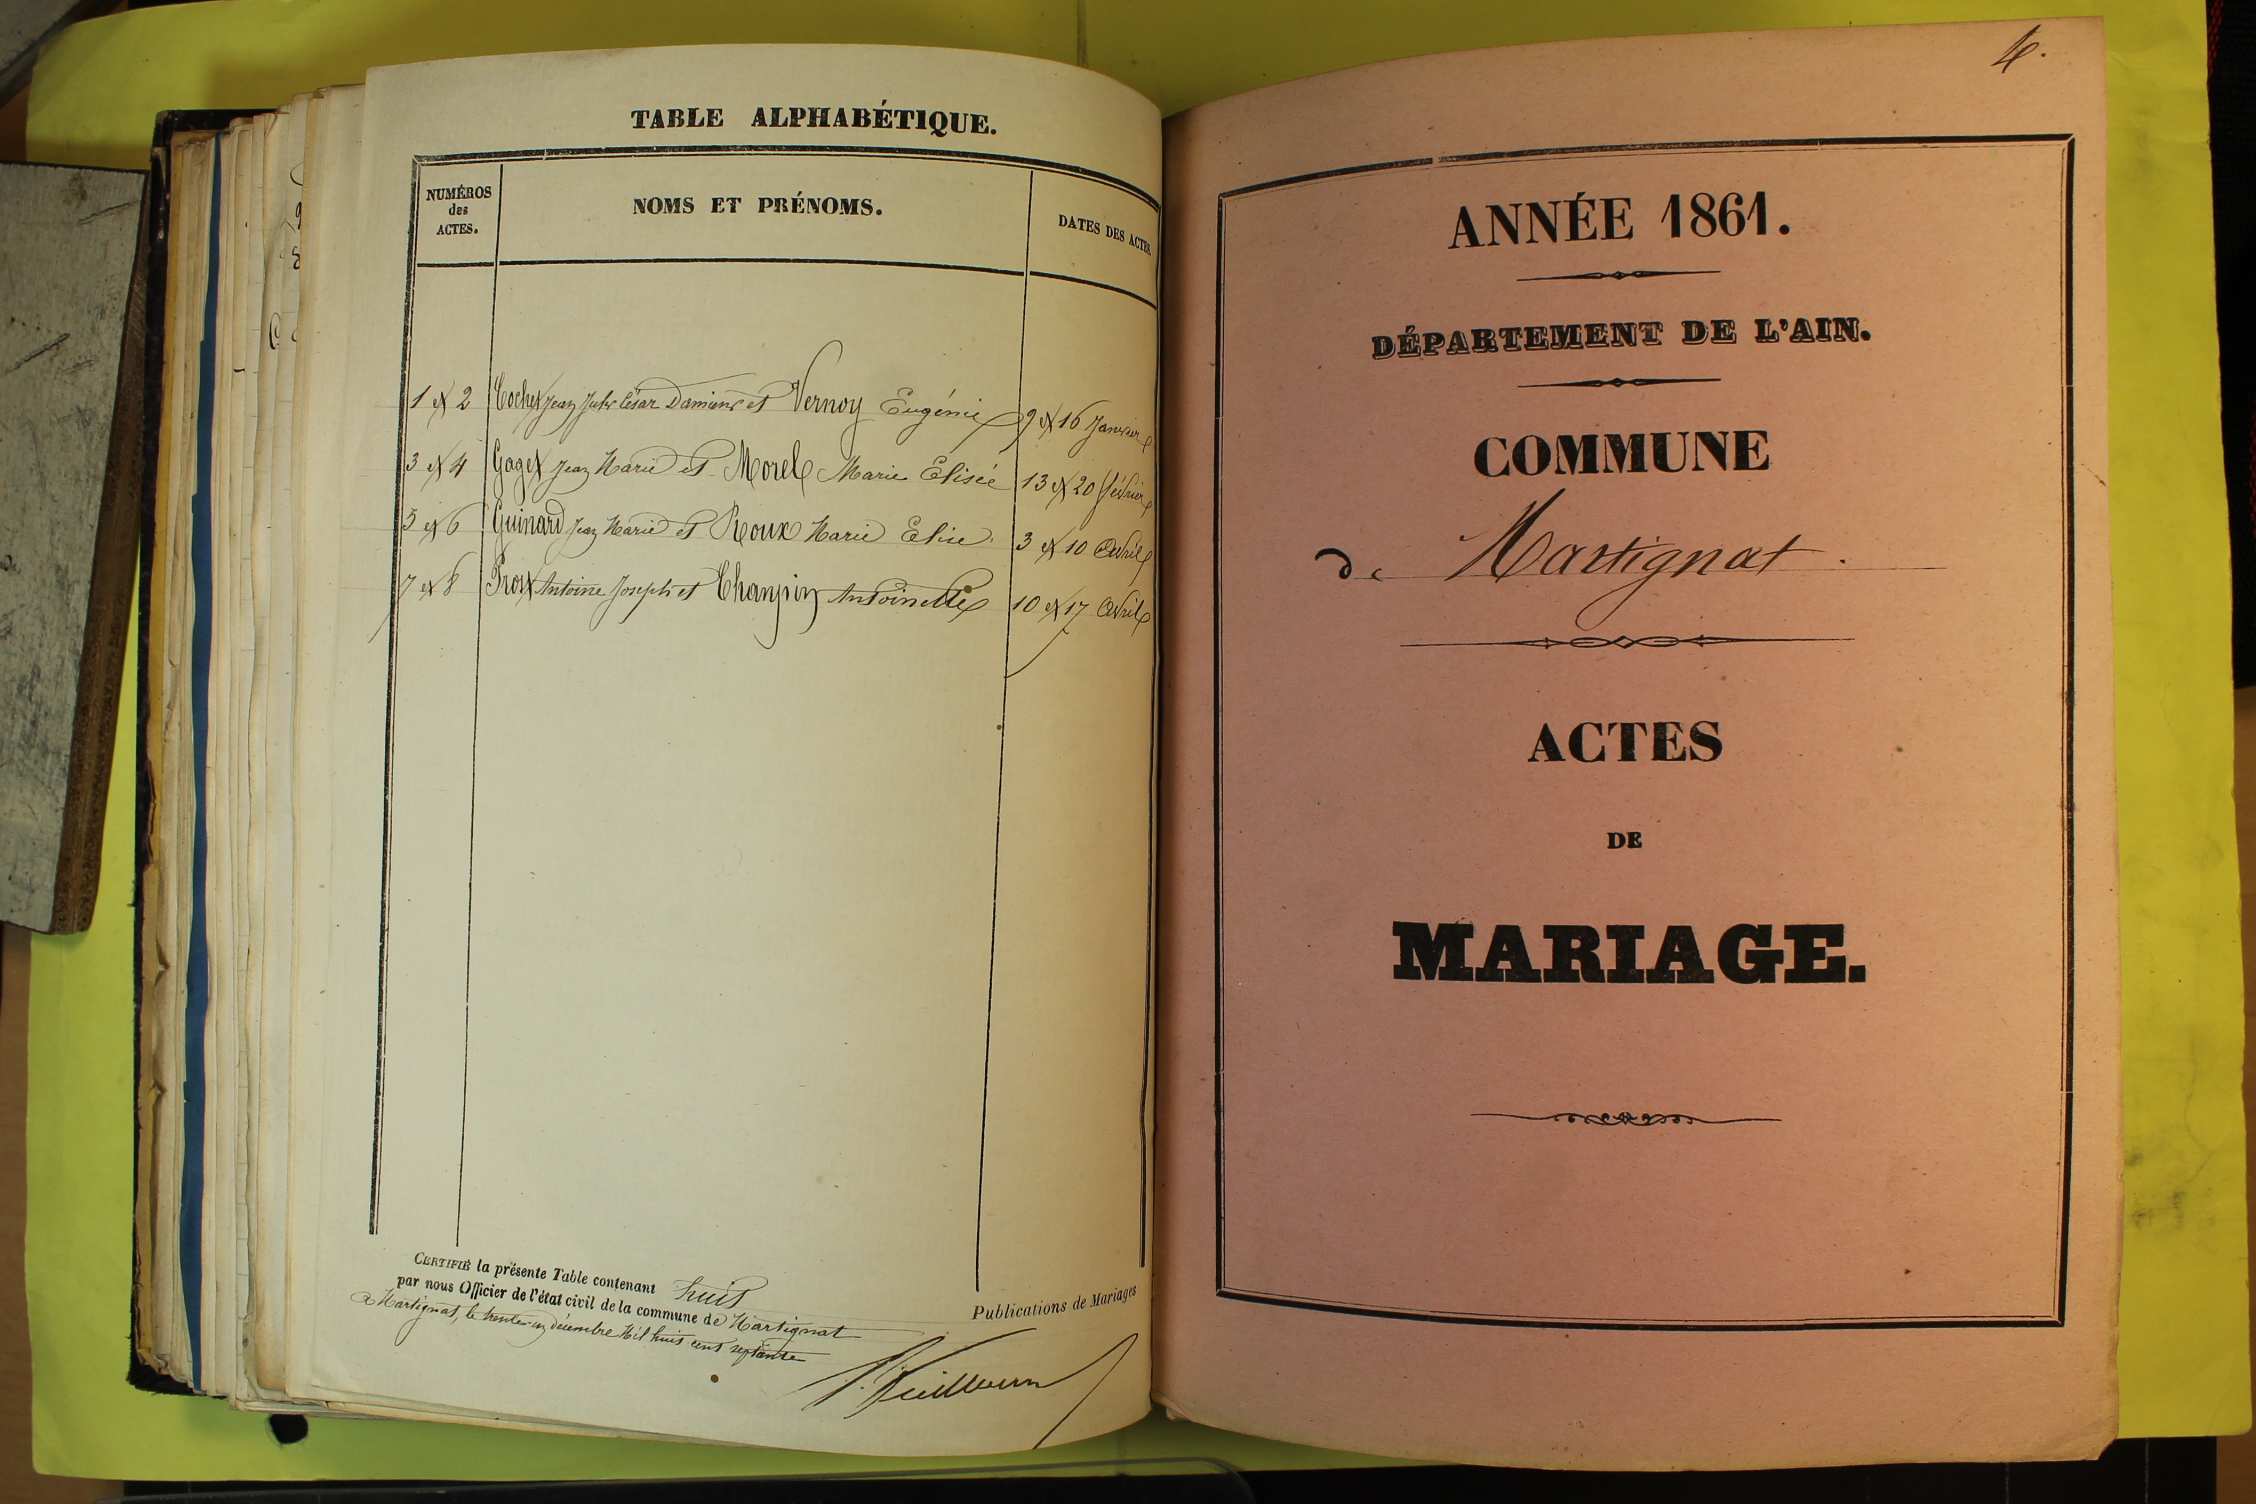 TABLE ALPHABÉTIQUE.
NUMÉROS
des
ACTES.
NOMS ET PRÉNOMS.
DATES DES ACTES
1 et 2 Cochet Jean Jules César Damiens et Vernoy Eugénie 9 et 16 Janvier
3 et 4 Gaget Jean Marie et Morel Marie Elisée 13 et 20 février
5 et 6 Guinard Jean Marie et Roux Marie Elise 3 et 10 Avril
7 et 8 Antoine Joseph et Antoinette 10 et 17 Avril
CERTIFIÉ la présente Table contenant huit
par nous Officier de l'état civil de la commune de Martignat
a Martignat, le trente un décembre Mil huit cent septante
Publications de Mariages
4.
ANNÉE 1861.
DÉPARTEMENT DE L'AIN.
COMMUNE
de Martignat.
ACTES
DE
MARIAGE.